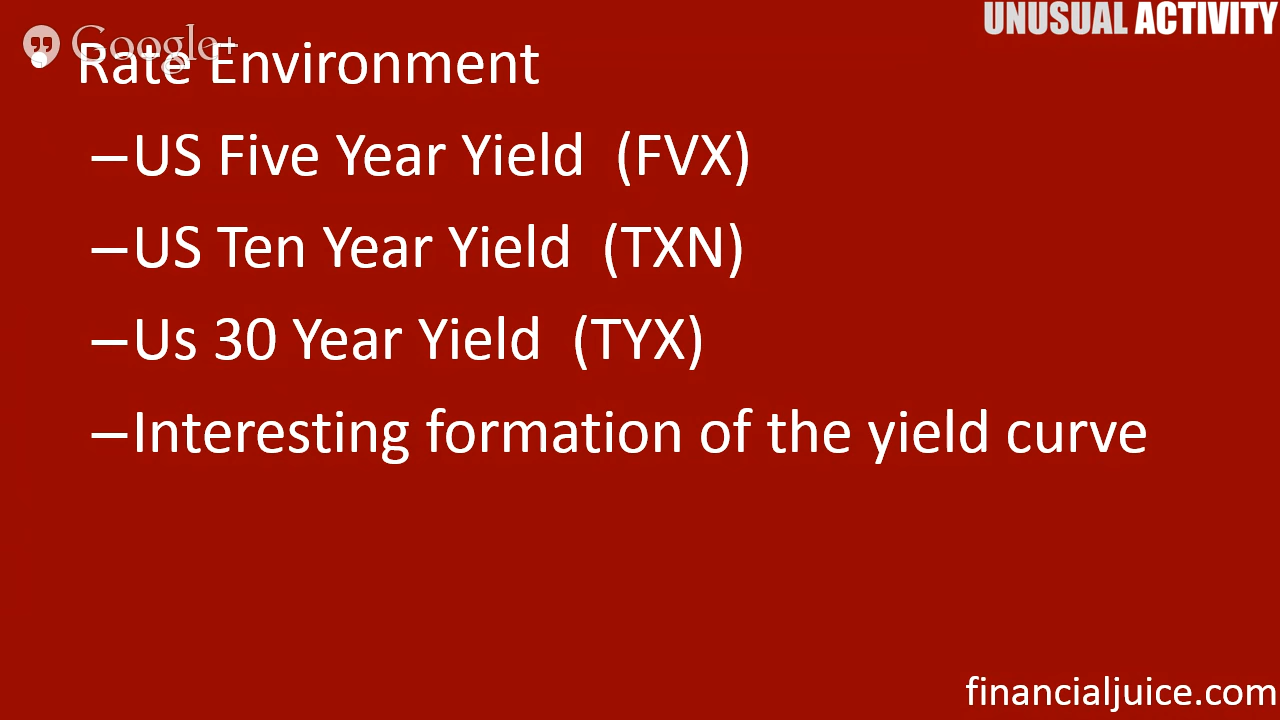 UNUSUAL ACTIVITY
Google+
• Rate Environment
–US Five Year Yield (FVX)
–US Ten Year Yield (TXN)
–Us 30 Year Yield (TYX)
–Interesting formation of the yield curve
financialjuice.com